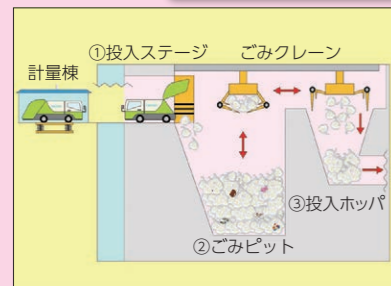 ①投入ステージ
ごみクレーン
計量棟
③投入ホッパ
②ごみピット